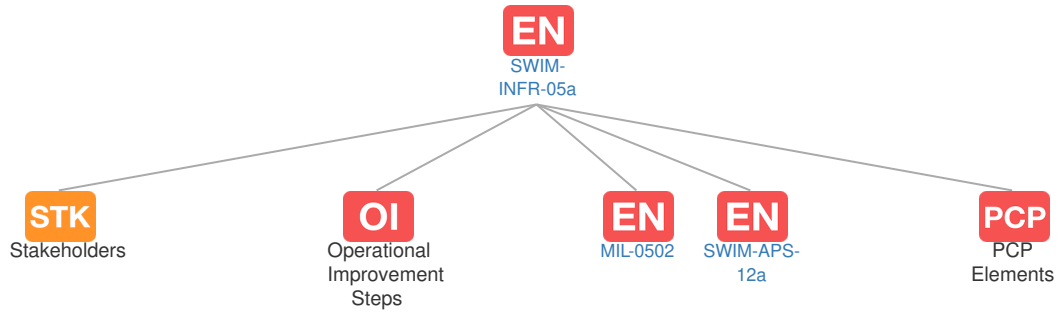 EN
SWIM-
INFR-05a
STK
Stakeholders
OI
Operational
Improvement
Steps
EN
MIL-0502
EN
SWIM-APS-
12a
PCP
PCP
Elements